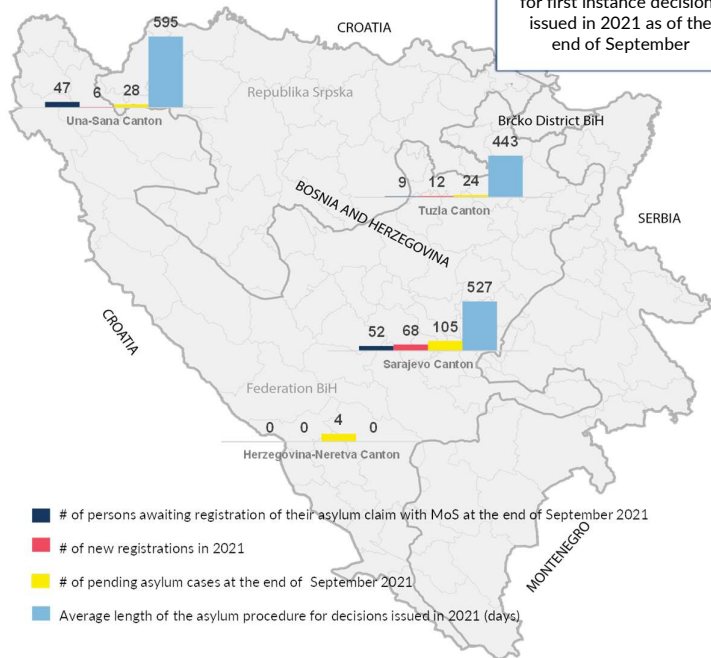 for first instance decision
issued in 2021 as of the
end of September
CROATIA
595
47
6
28
Una-Sana Canton
Republika Srpska
Brčko District BiH
443
9
12
24
Tuzla Canton
BOSNIA AND HERZEGOVINA
SERBIA
527
52
68
105
Sarajevo Canton
CROATIA
Federation BiH
0
0
4
0
Herzegovina-Neretva Canton
# of persons awaiting registration of their asylum claim with MoS at the end of September 2021
# of new registrations in 2021
# of pending asylum cases at the end of September 2021
Average length of the asylum procedure for decisions issued in 2021 (days)
MONTENEGRO